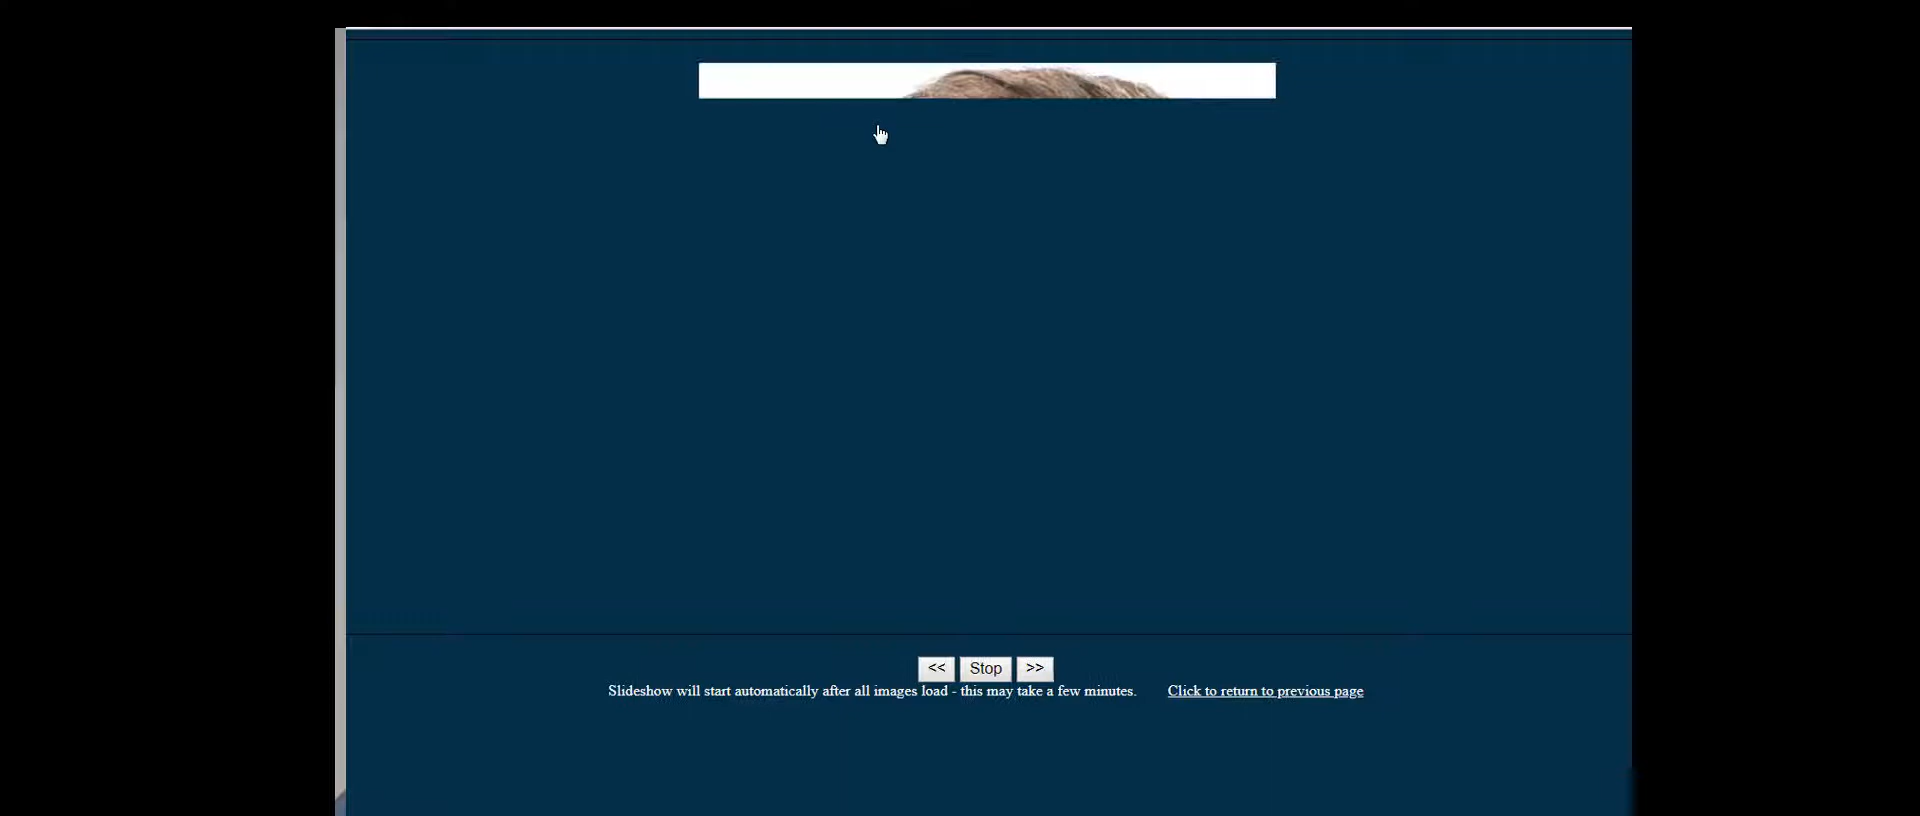 << Stop >>
Slideshow will start automatically after all images load - this may take a few minutes. Click to return to previous page